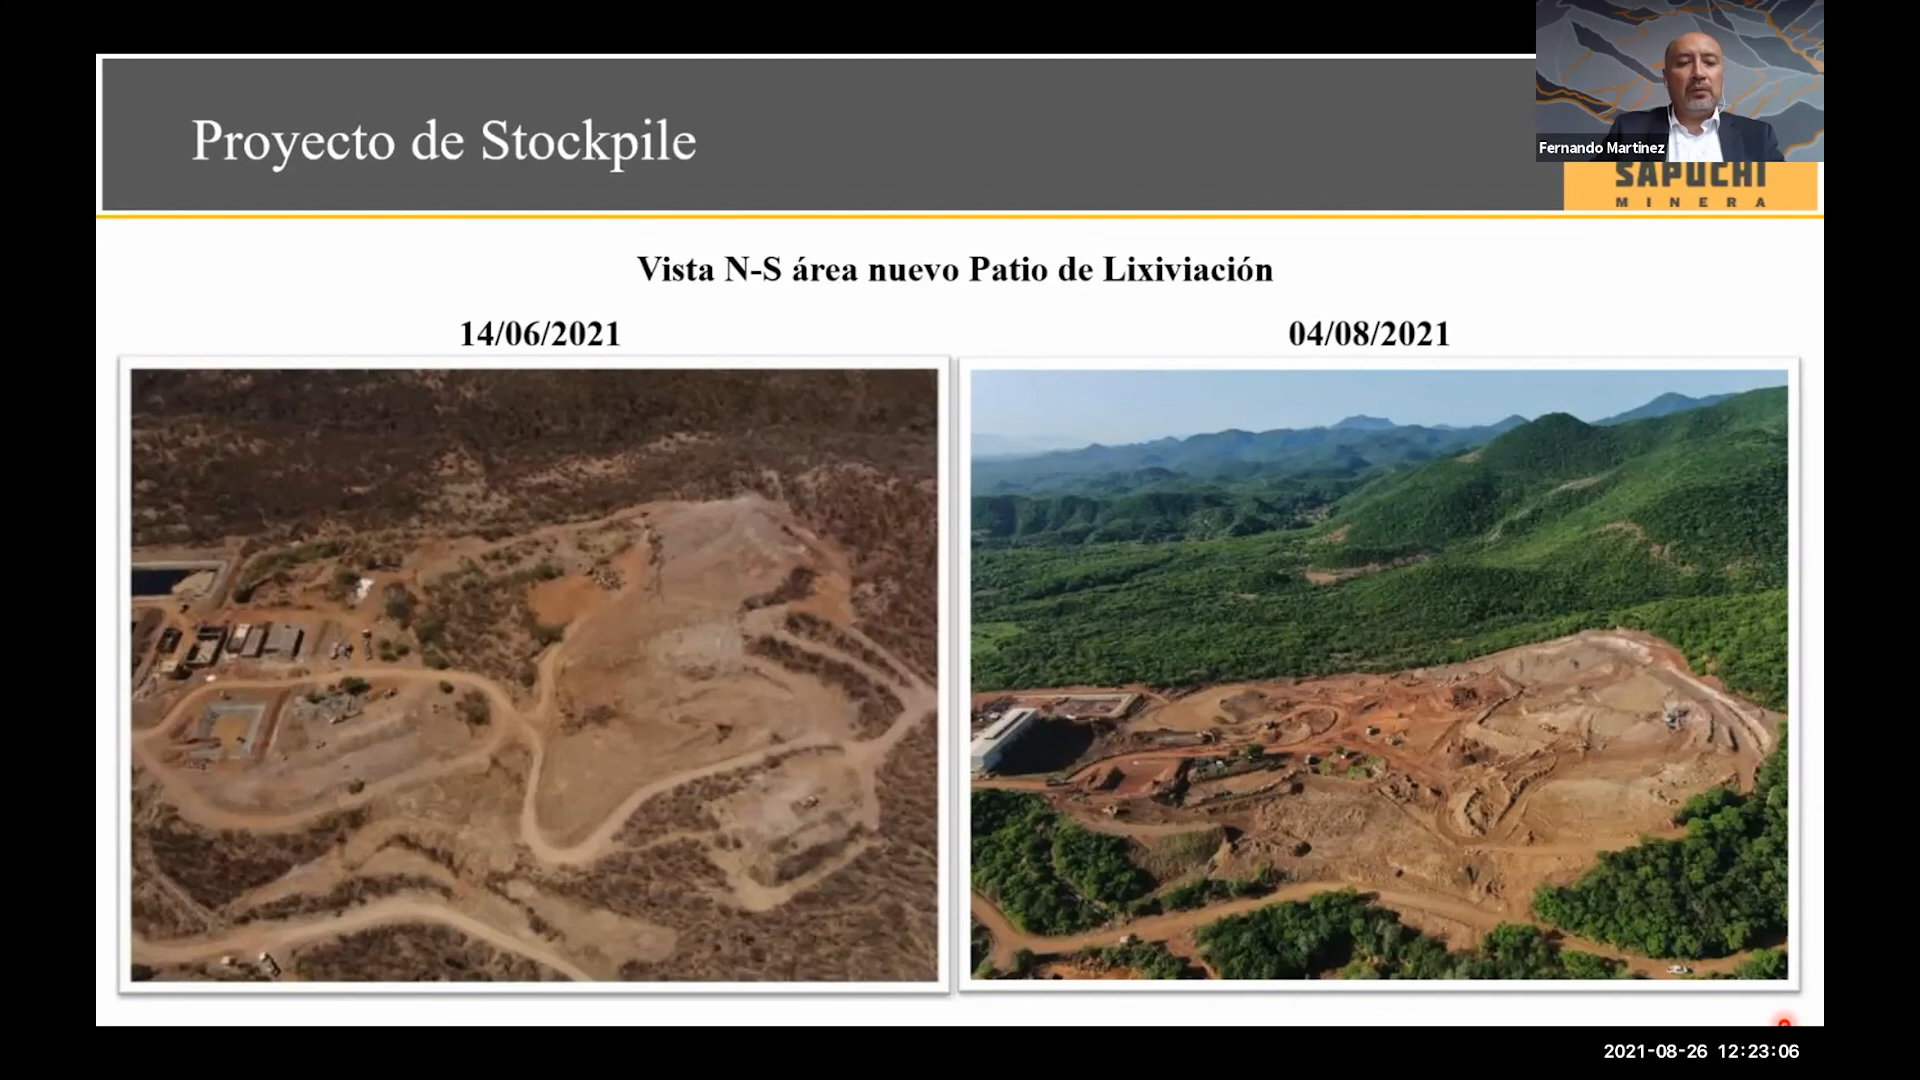 Proyecto de Stockpile
Fernando Martinez
SAPUCHI
MINERA
Vista N-S área nuevo Patio de Lixiviación
14/06/2021
04/08/2021
2021-08-26 12:23:06